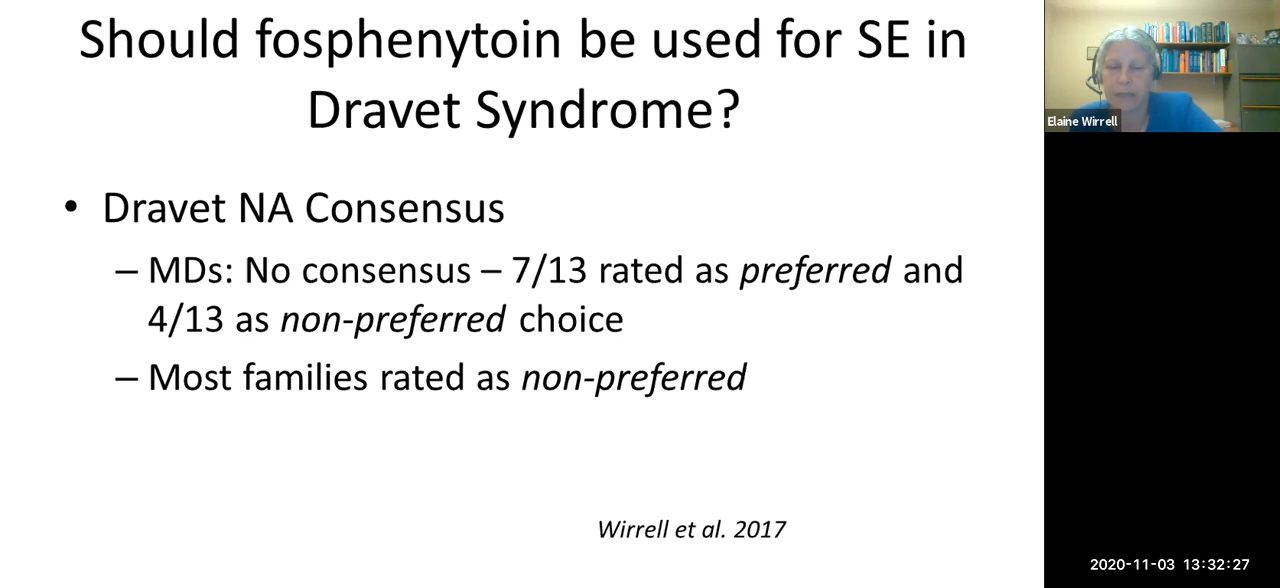 Should fosphenytoin be used for SE in
Dravet Syndrome?
• Dravet NA Consensus
– MDs: No consensus – 7/13 rated as preferred and
4/13 as non-preferred choice
– Most families rated as non-preferred
Wirrell et al. 2017
Elaine Wirrell
2020-11-03 13:32:27